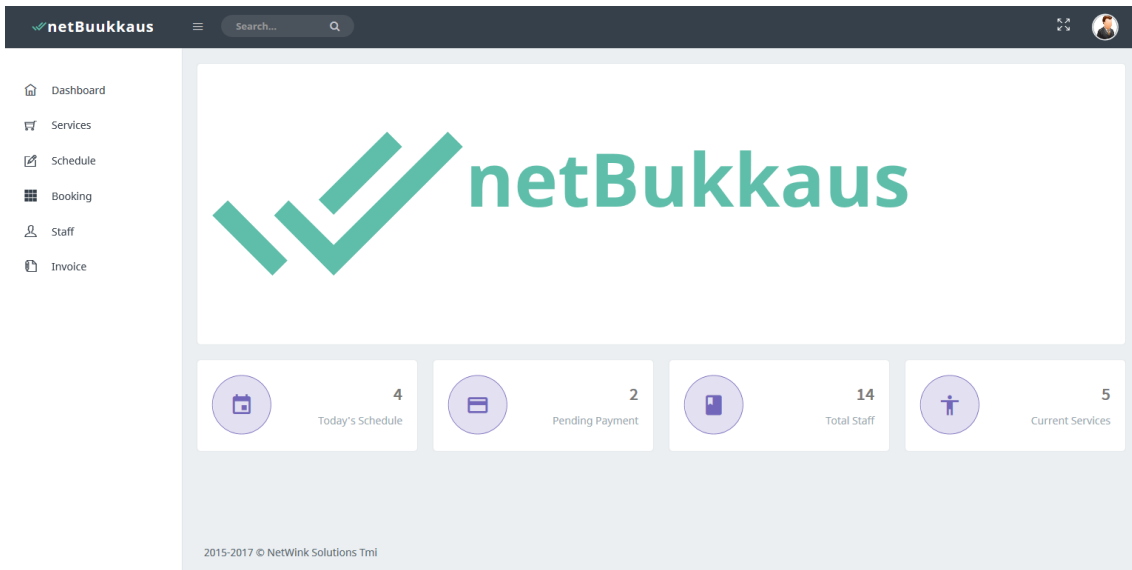 netBuukkaus
Search...
Dashboard
Services
Schedule
Booking
Staff
Invoice
netBukkaus
4
Today's Schedule
2
Pending Payment
14
Total Staff
5
Current Services
2015-2017 © NetWink Solutions Tmi